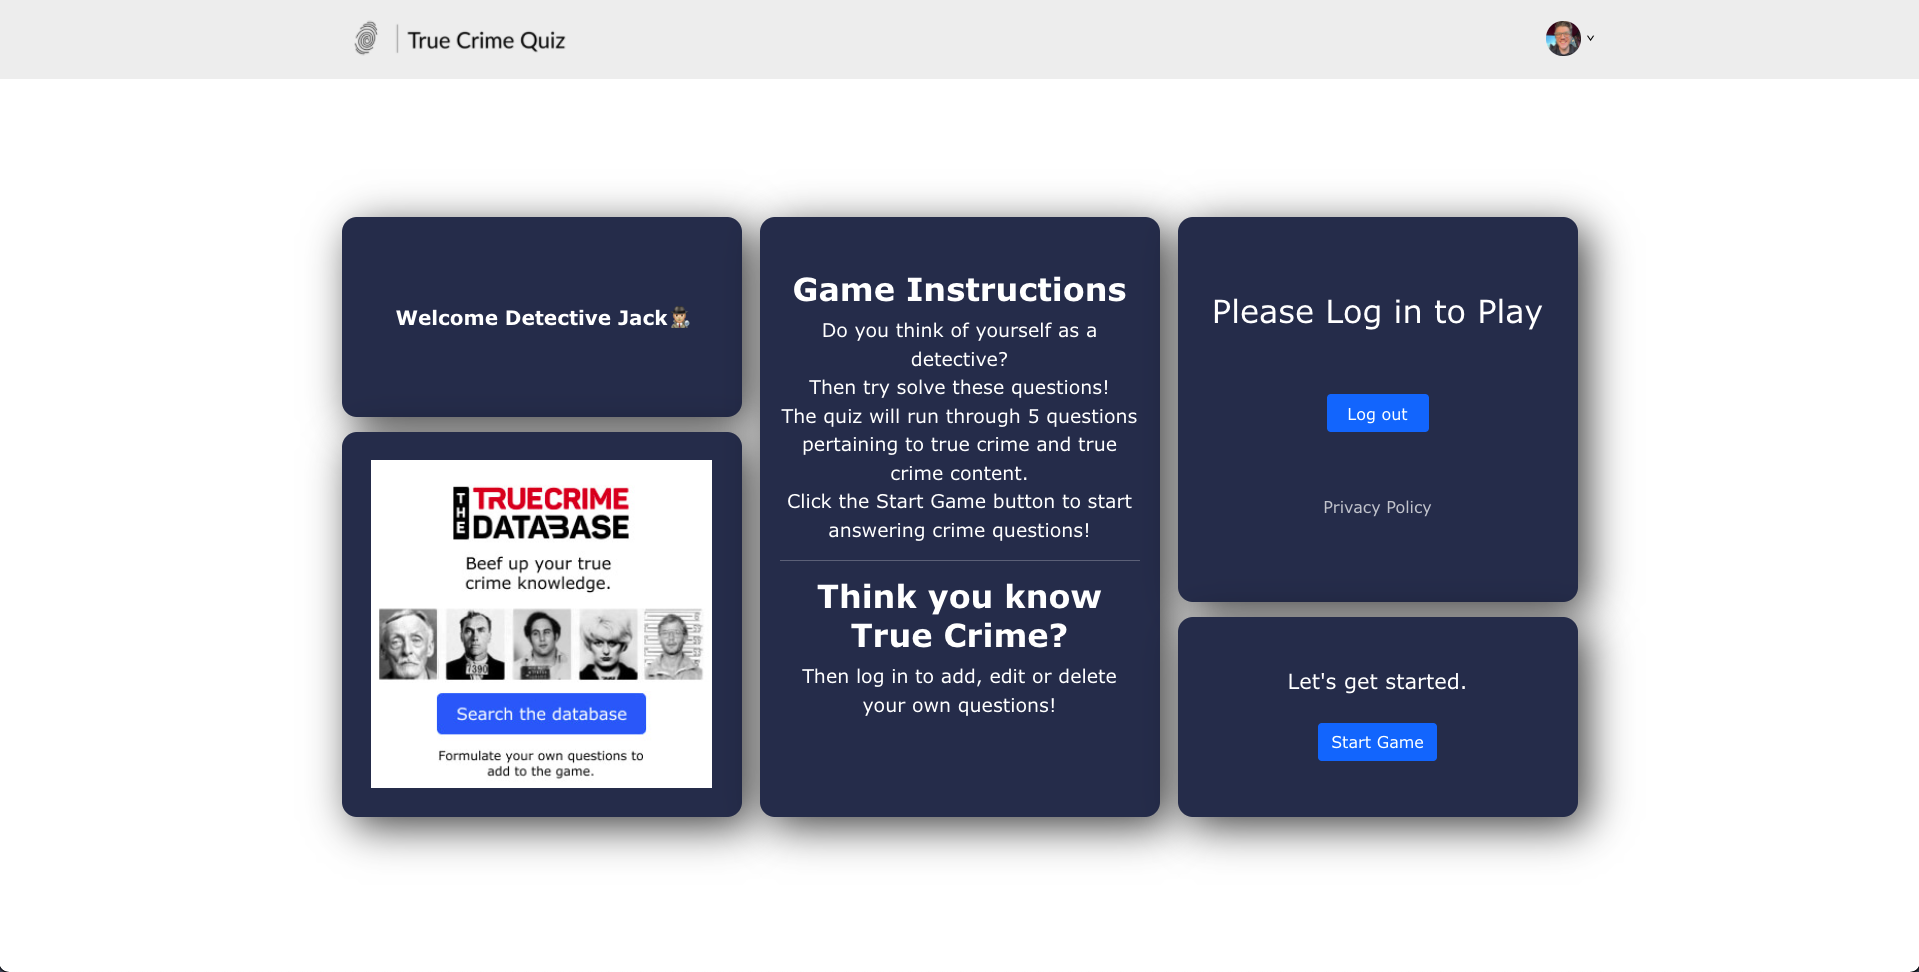 True Crime Quiz
Welcome Detective Jack
THE
TRUECRIME
DATABASE
Beef up your true
crime knowledge.
7390
Search the database
Formulate your own questions to
add to the game.
Game Instructions
Do you think of yourself as a
detective?
Then try solve these questions!
The quiz will run through 5 questions
pertaining to true crime and true
crime content.
Click the Start Game button to start
answering crime questions!
Think you know
True Crime?
Then log in to add, edit or delete
your own questions!
Please Log in to Play
Log out
Privacy Policy
Let's get started.
Start Game